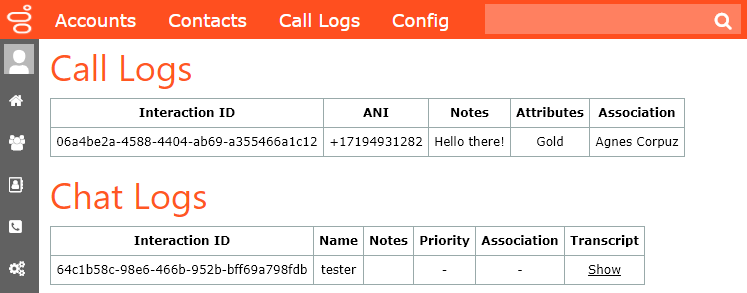 Accounts Contacts Call Logs Config
Call Logs
Interaction ID ANI Notes Attributes Association
06a4be2a-4588-4404-ab69-a355466a1c12 +17194931282 Hello there! Gold Agnes Corpuz
Chat Logs
Interaction ID Name Notes Priority Association Transcript
64c1b58c-98e6-466b-952b-bff69a798fdb tester - - Show